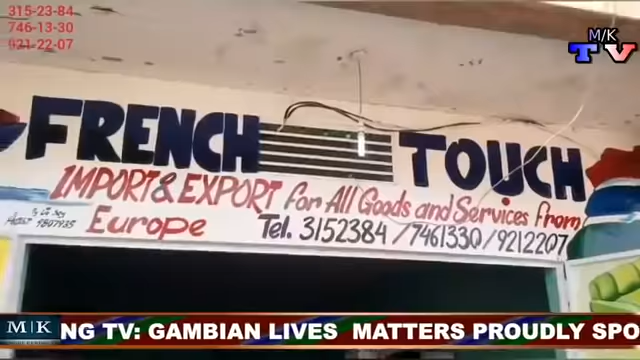 315-23-84
746-13-30
921-22-07
M/K
TV
FRENCH TOUCH
IMPORT & EXPORT For All Goods and Services from
Europe Tel. 3152384/7461330/9212207
M|K
NG TV: GAMBIAN LIVES MATTERS PROUDLY SPO